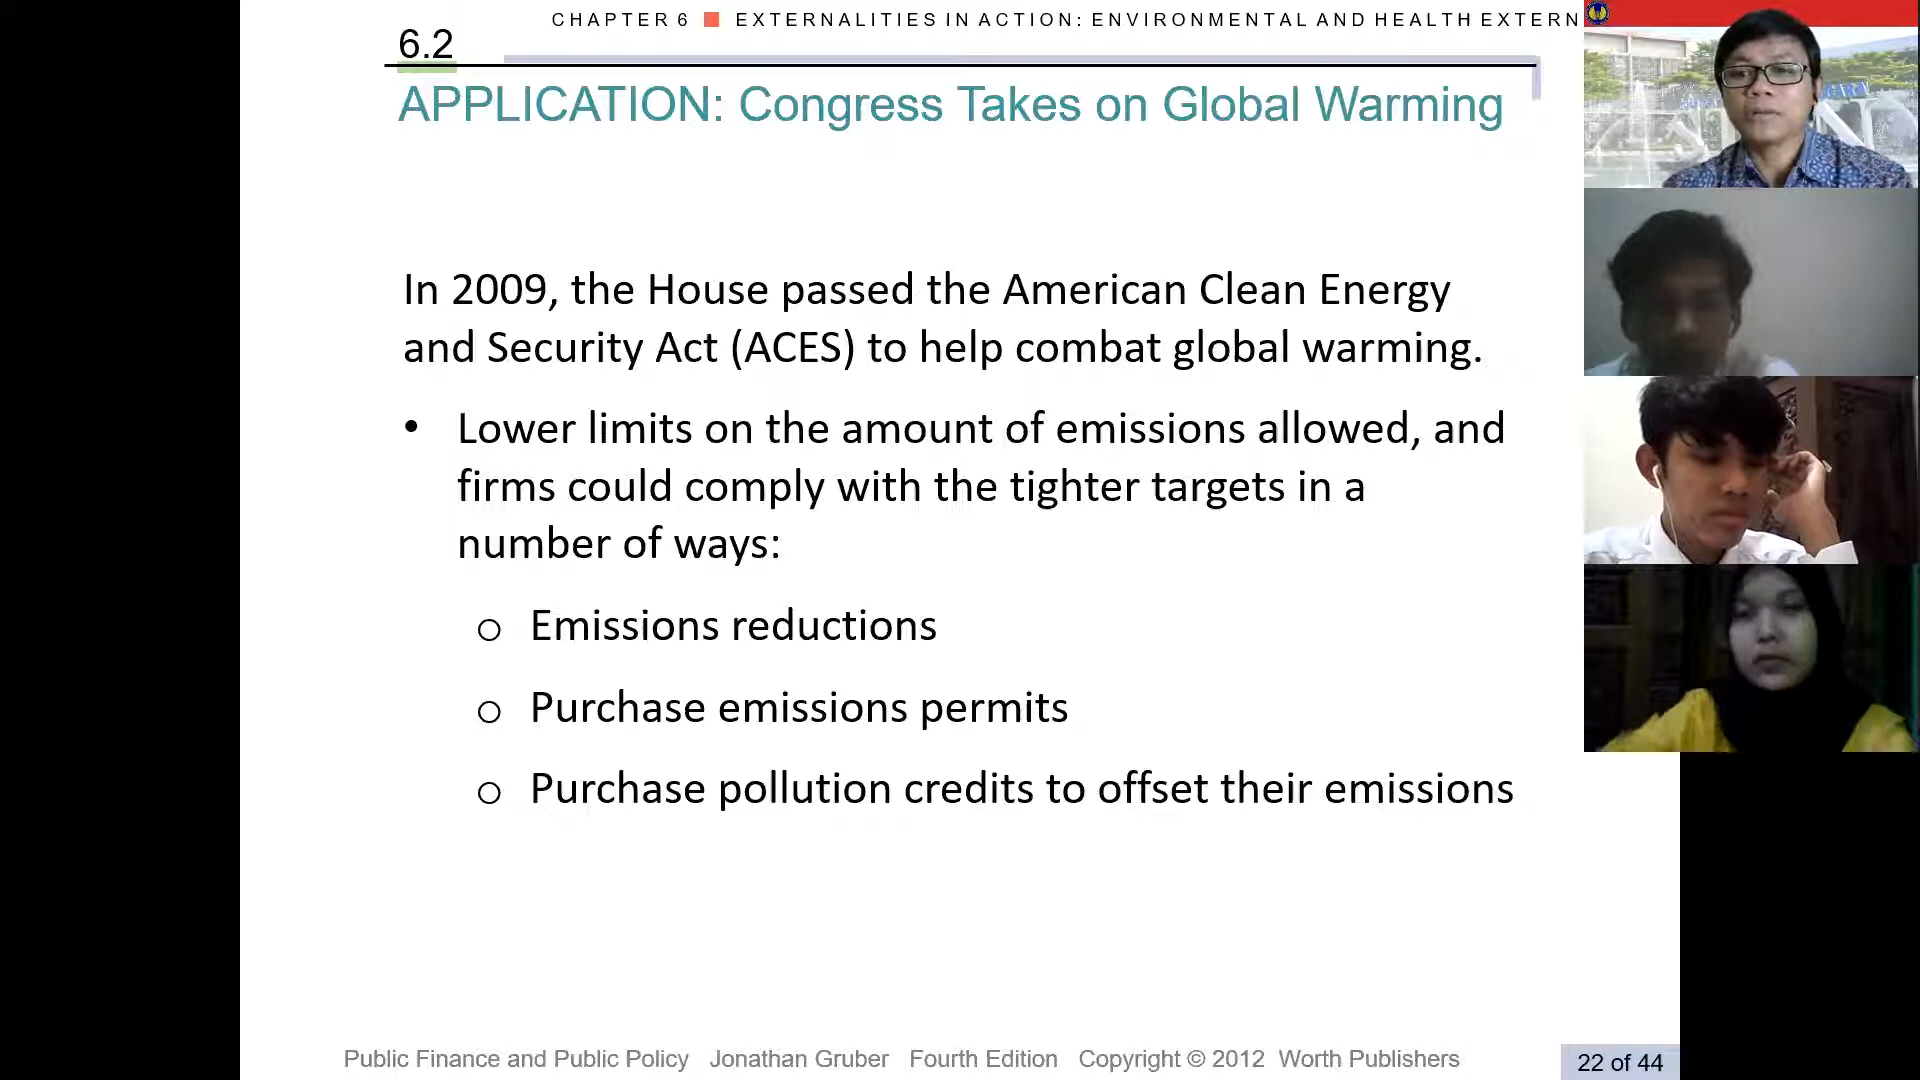 CHAPTER 6 ■ EXTERNALITIES IN ACTION: ENVIRONMENTAL AND HEALTH EXTERN
6.2
APPLICATION: Congress Takes on Global Warming
In 2009, the House passed the American Clean Energy
and Security Act (ACES) to help combat global warming.
• Lower limits on the amount of emissions allowed, and
firms could comply with the tighter targets in a
number of ways:
o Emissions reductions
o Purchase emissions permits
o Purchase pollution credits to offset their emissions
Public Finance and Public Policy Jonathan Gruber Fourth Edition Copyright © 2012 Worth Publishers
22 of 44